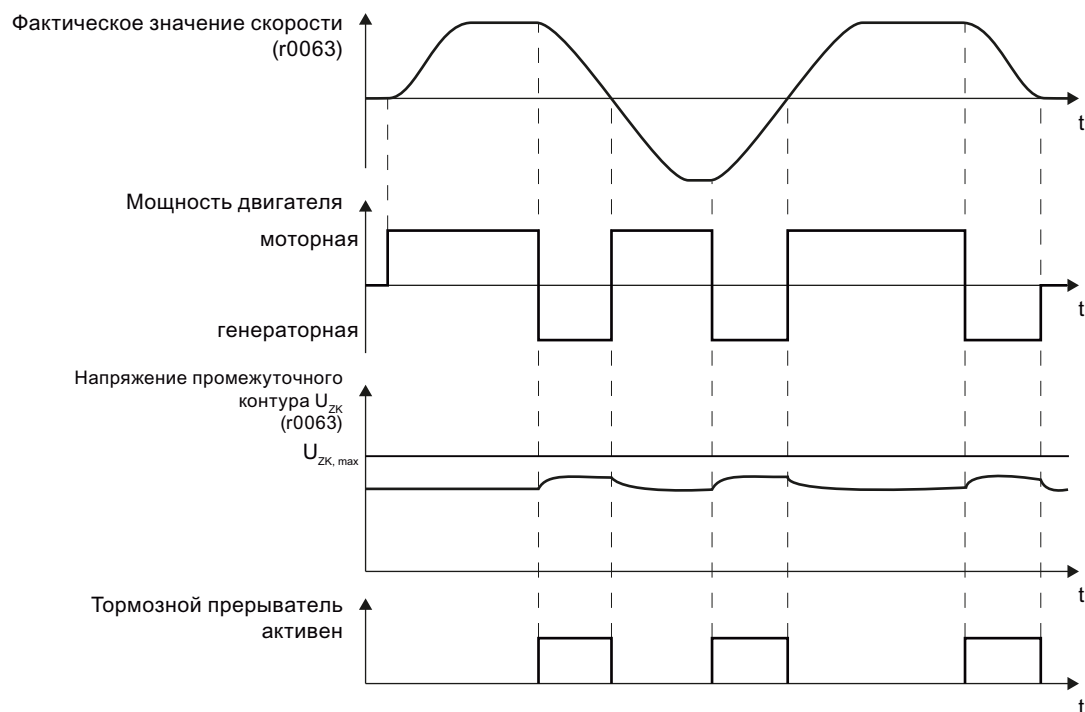 Фактическое значение скорости
(r0063)
t
Мощность двигателя
моторная
генераторная
t
Напряжение промежуточного
контура U_ZK
(r0063)
U_ZK, max
t
Тормозной прерыватель
активен
t